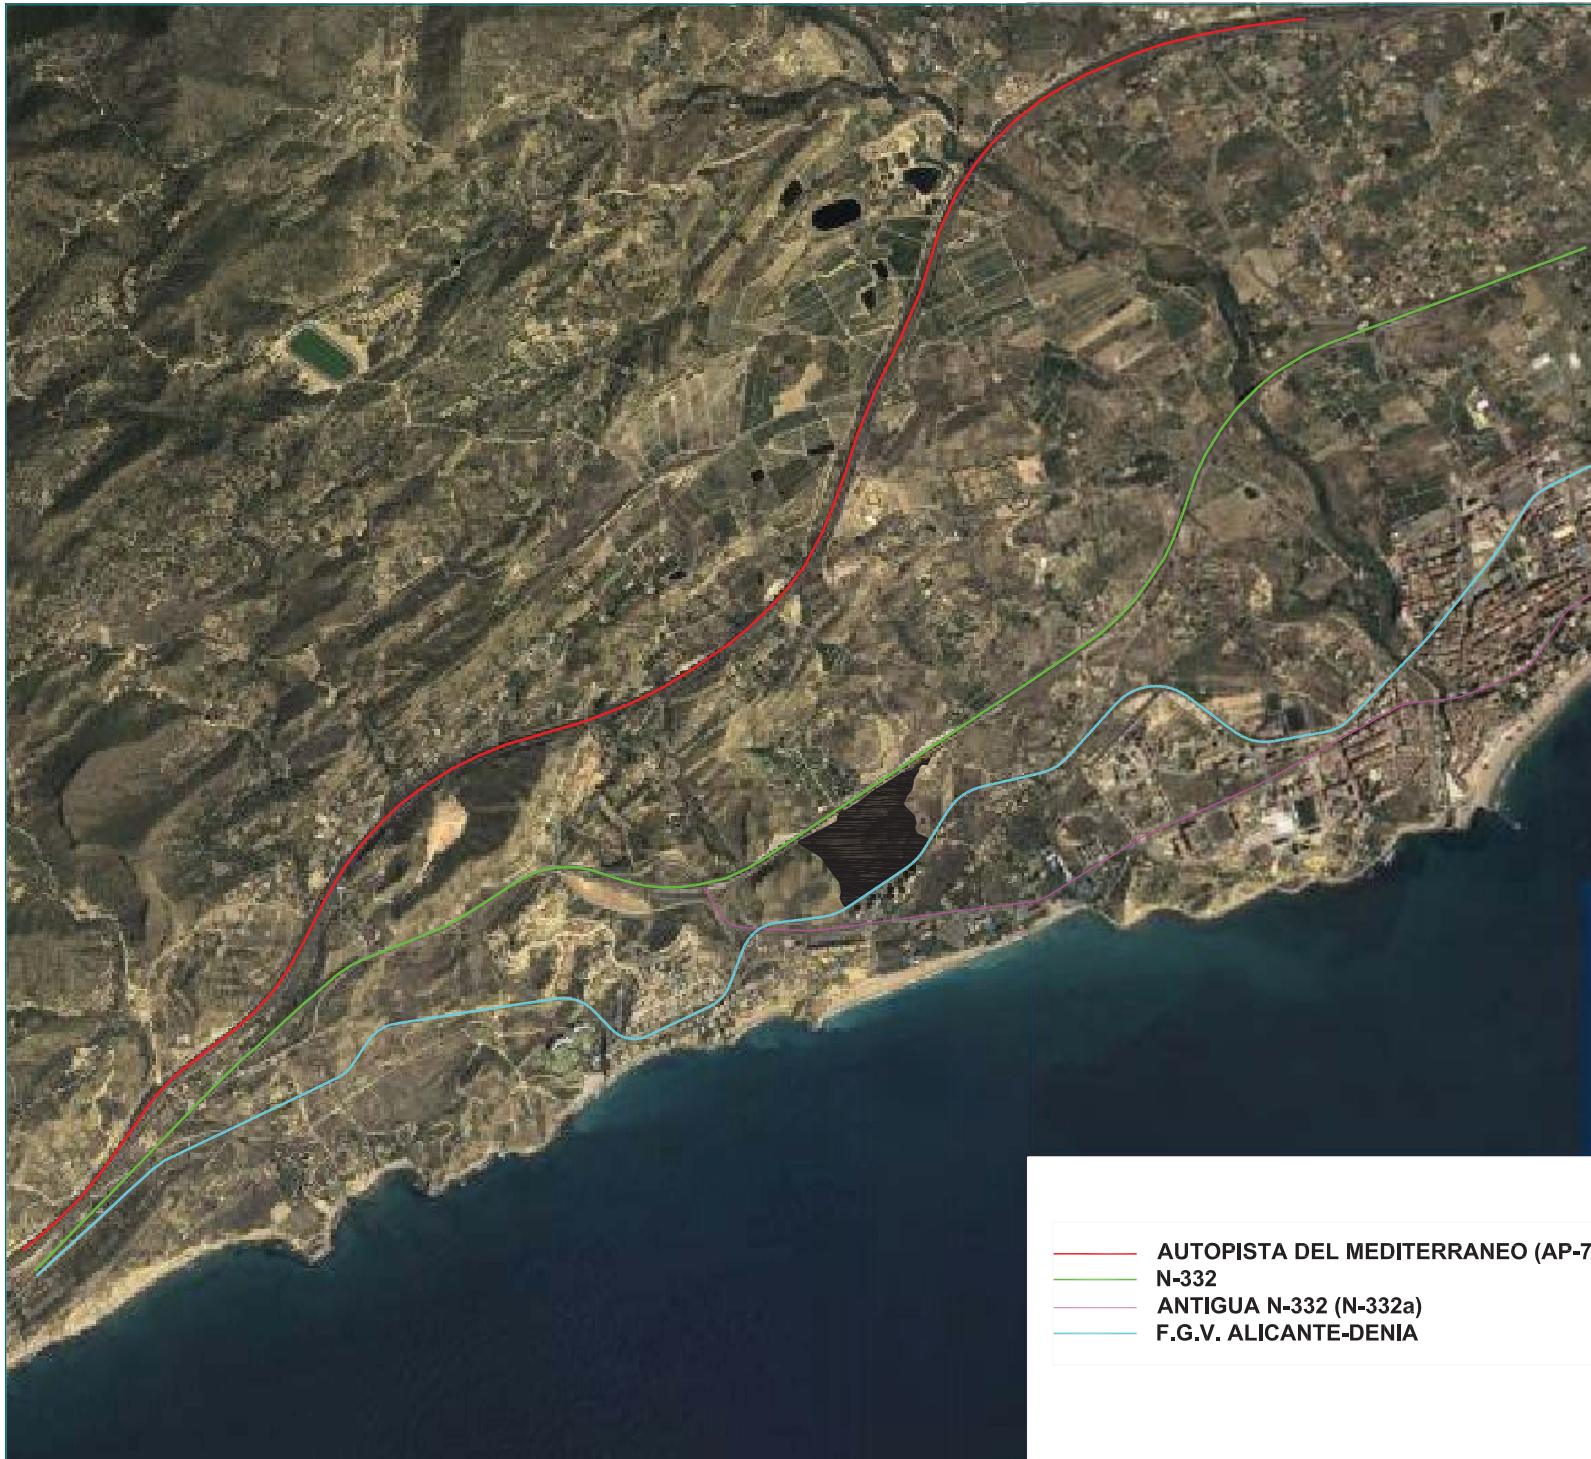 AUTOPISTA DEL MEDITERRANEO (AP-7
N-332
ANTIGUA N-332 (N-332a)
F.G.V. ALICANTE-DENIA